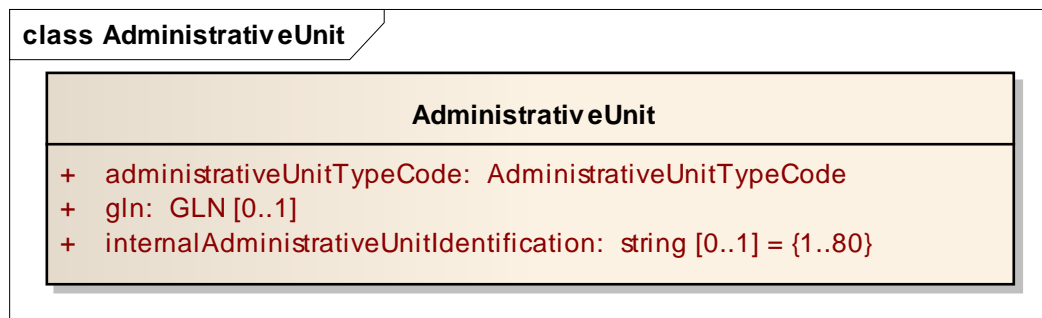 class AdministrativeUnit
AdministrativeUnit
+ administrativeUnitTypeCode: AdministrativeUnitTypeCode
+ gln: GLN [0..1]
+ internalAdministrativeUnitIdentification: string [0..1] = {1..80}